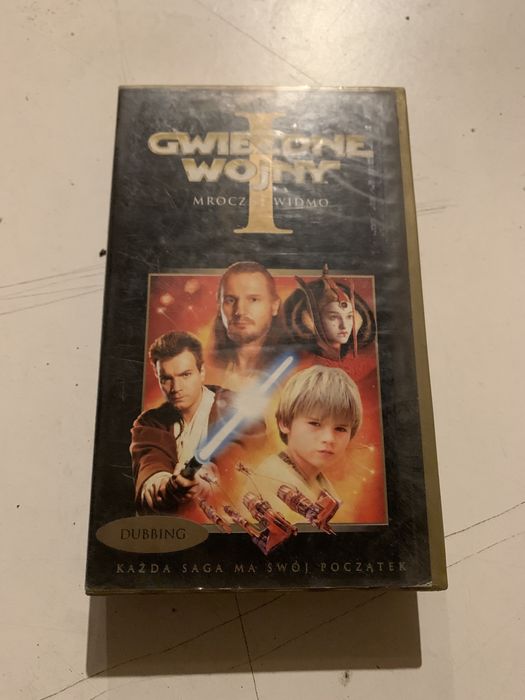 I
GWIEZDNE
WOJNY
MROCZNE WIDMO
DUBBING
KAŻDA SAGA MA SWÓJ POCZĄTEK